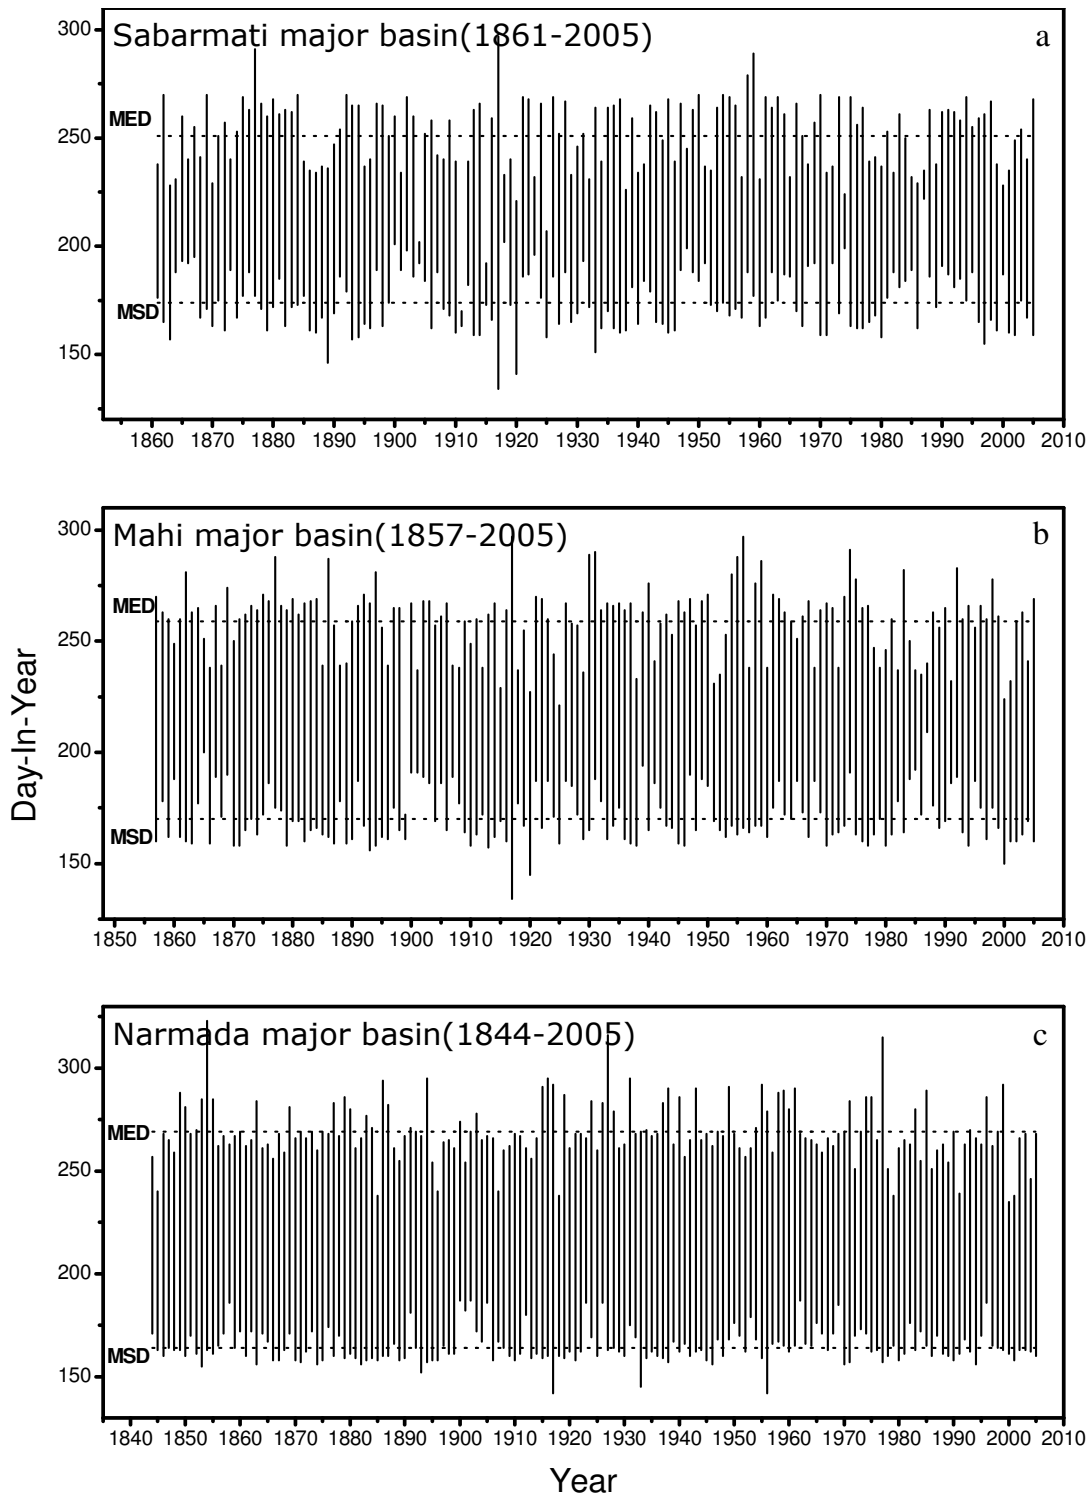 Sabarmati major basin(1861-2005) a
300
MED
250
200
MSD
150
1860 1870 1880 1890 1900 1910 1920 1930 1940 1950 1960 1970 1980 1990 2000 2010
Mahi major basin(1857-2005) b
300
MED
250
200
MSD
150
1850 1860 1870 1880 1890 1900 1910 1920 1930 1940 1950 1960 1970 1980 1990 2000 2010
Day-In-Year
Narmada major basin(1844-2005) c
300
MED
250
200
MSD
150
1840 1850 1860 1870 1880 1890 1900 1910 1920 1930 1940 1950 1960 1970 1980 1990 2000 2010
Year